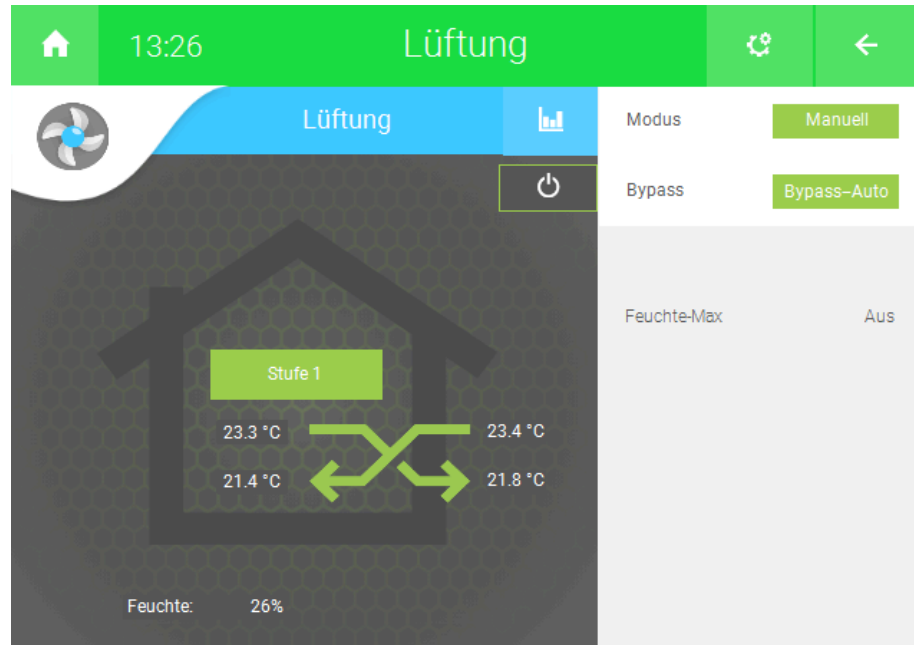 13:26
Lüftung
Lüftung
Modus
Manuell
Bypass
Bypass–Auto
Feuchte-Max
Aus
Stufe 1
23.3 °C
23.4 °C
21.4 °C
21.8 °C
Feuchte:
26%